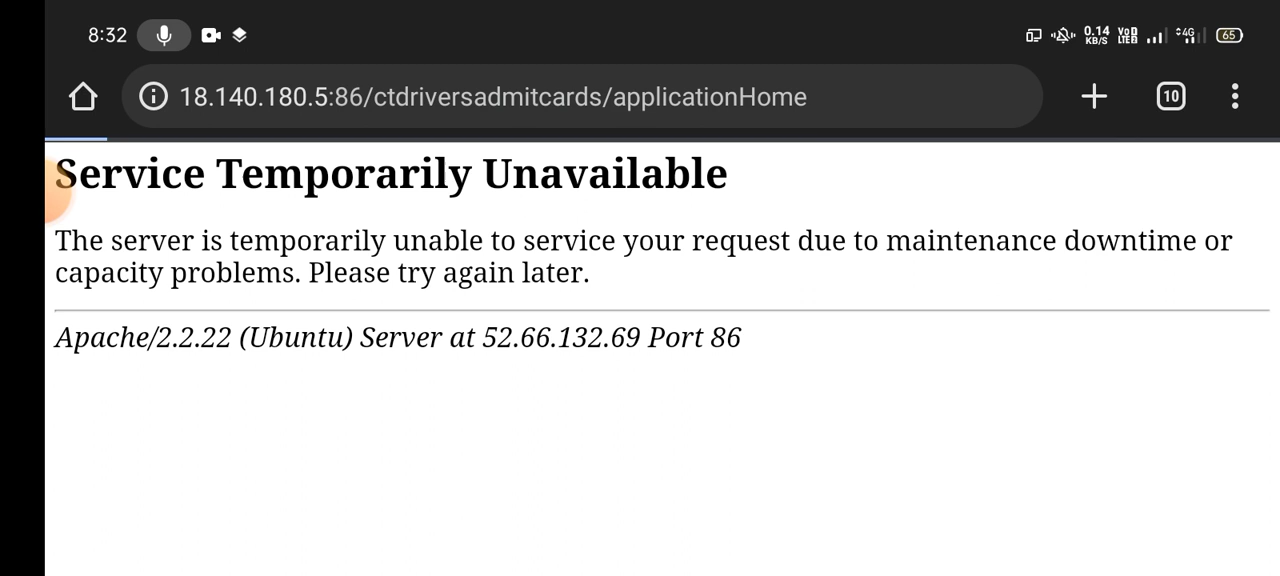 8:32 0.14 KB/S VoD LTE2 4G 65
18.140.180.5:86/ctdriversadmitcards/applicationHome 10
Service Temporarily Unavailable
The server is temporarily unable to service your request due to maintenance downtime or
capacity problems. Please try again later.
Apache/2.2.22 (Ubuntu) Server at 52.66.132.69 Port 86